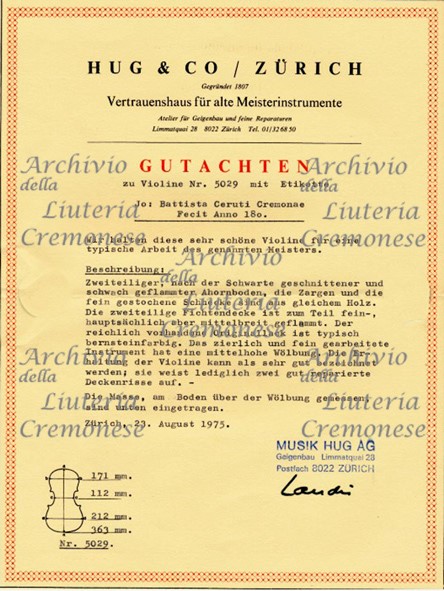 HUG & CO / ZÜRICH
Gegründet 1807
Vertrauenshaus für alte Meisterinstrumente
Atelier für Geigenbau und feine Reparaturen
Limmatquai 28 8022 Zürich Tel. 01/32 68 50
GUTACHTEN
zu Violine Nr. 5029 mit Etikette
Jo: Battista Ceruti Cremonae
Fecit Anno 180.
Wir halten diese sehr schöne Violine für eine
typische Arbeit des genannten Meisters.
Beschreibung:
Zweiteiliger, nach der Schwarte geschnittener und
schwach geflammter Ahornboden, die Zargen und die
fein gestochene Schnecke sind aus gleichem Holz.
Die zweiteilige Fichtendecke ist zum Teil fein-,
hauptsächlich aber mittelbreit geflammt. Der
reichlich vorhandene Originallack ist typisch
bernsteinfarbig. Das zierlich und fein gearbeitete
Instrument hat eine mittelhohe Wölbung. Die
haltung der Violine kann als sehr gut bezeichnet
werden; sie weist lediglich zwei gut reparierte
Deckenrisse auf. -
Die Masse, am Boden über der Wölbung gemessen,
sind unten eingetragen.
Zürich, 23. August 1975.
MUSIK HUG AG
Geigenbau Limmatquai 28
Postfach 8022 ZÜRICH
171 mm.
112 mm.
212 mm.
363 mm.
Nr. 5029.
Archivio
della
Liuteria
Cremonese
Archivio
della
Liuteria
Cremonese
Archivio
della
Liuteria
Cremonese
Archivio
della
Liuteria
Cremonese
Archivio
della
Liuteria
Cremonese